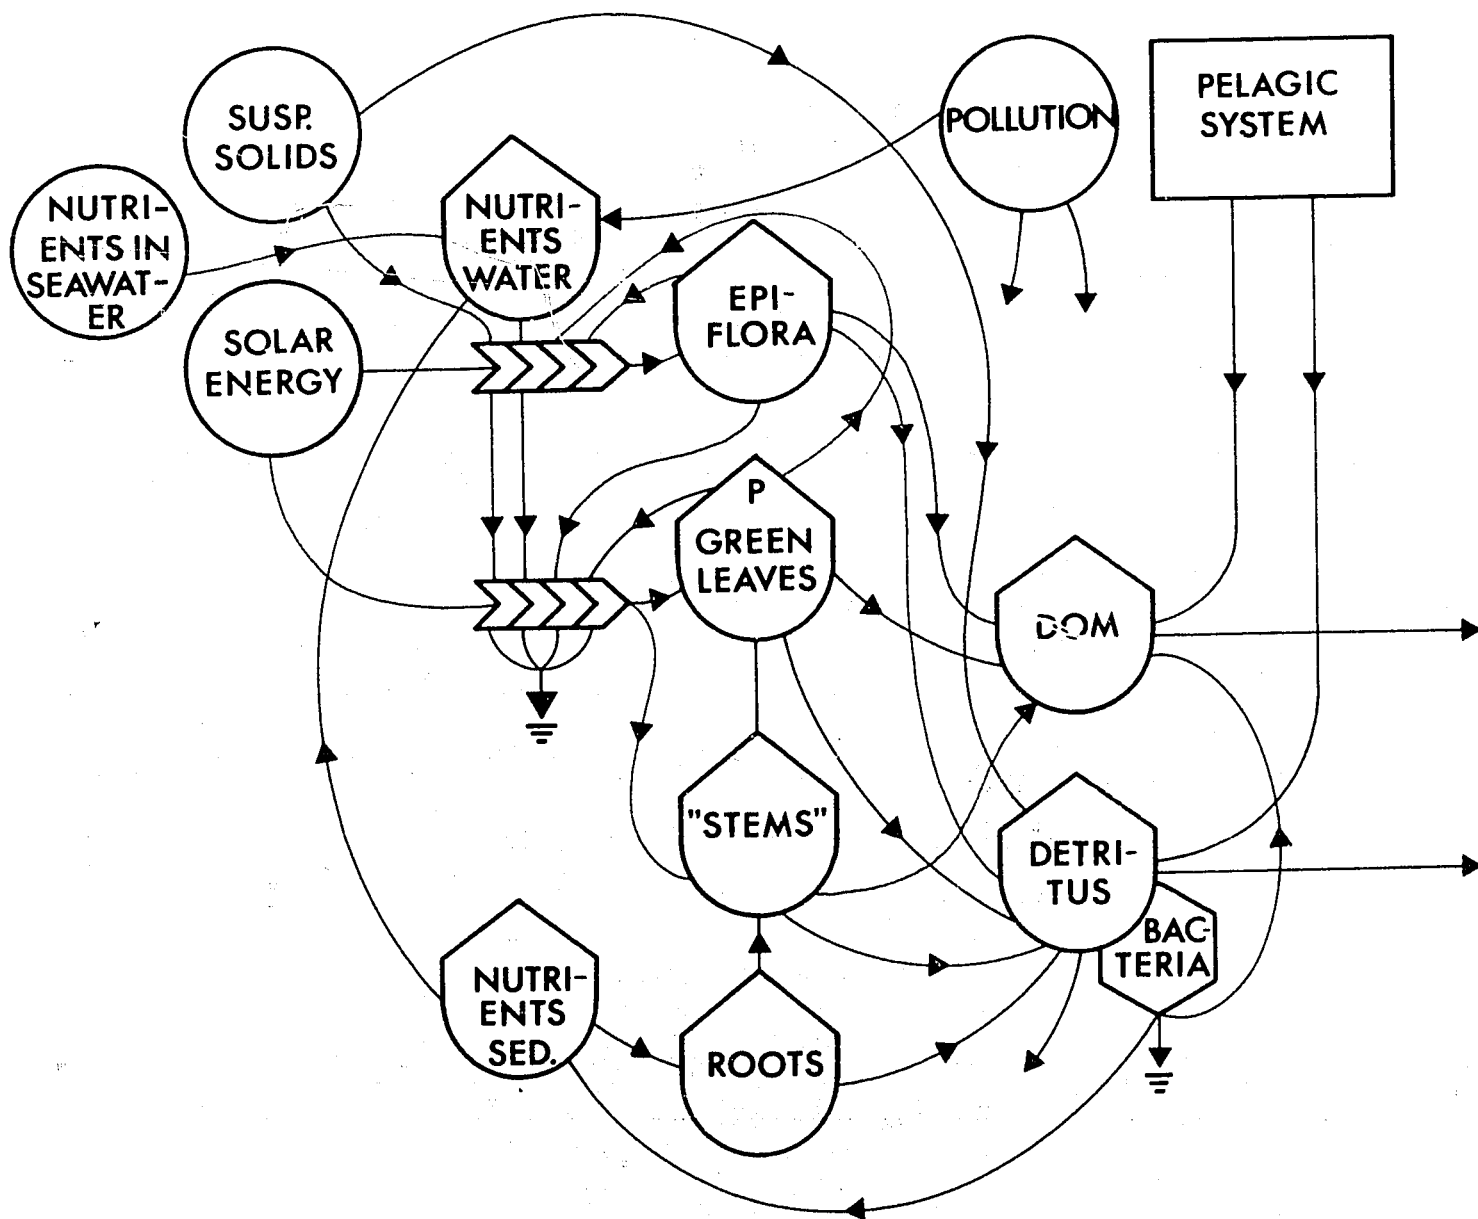 SUSP.
SOLIDS
NUTRI-
ENTS IN
SEAWAT-
ER
SOLAR
ENERGY
NUTRI-
ENTS
WATER
EPI-
FLORA
POLLUTION
PELAGIC
SYSTEM
P
GREEN
LEAVES
DOM
"STEMS"
DETRI-
TUS
BAC-
TERIA
NUTRI-
ENTS
SED.
ROOTS